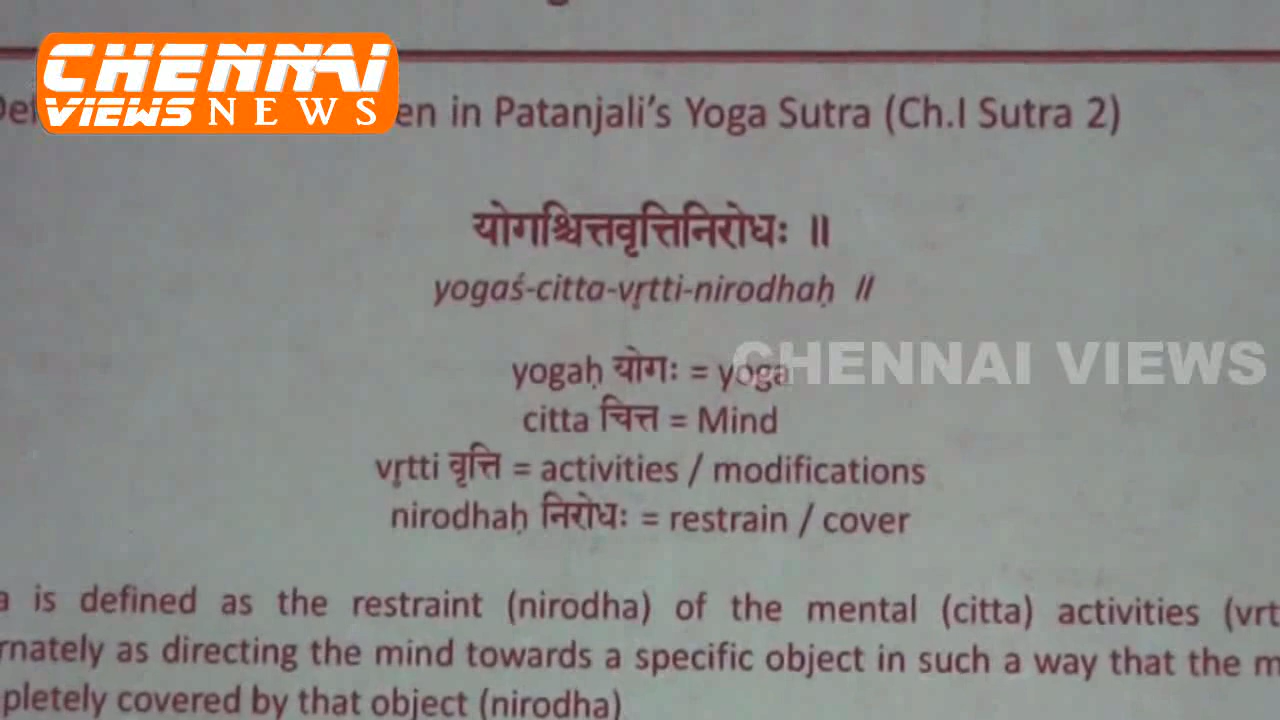 CHENNAI
VIEWS NEWS
en in Patanjali's Yoga Sutra (Ch.I Sutra 2)
योगश्चित्तवृत्तिनिरोधः ॥
yogaś-citta-vṛtti-nirodhaḥ ॥
CHENNAI VIEWS
yogaḥ योगः = yoga
citta चित्त = Mind
vṛtti वृत्ति = activities / modifications
nirodhaḥ निरोधः = restrain / cover
a is defined as the restraint (nirodha) of the mental (citta) activities (vrt
rnately as directing the mind towards a specific object in such a way that the m
pletely covered by that object (nirodha)